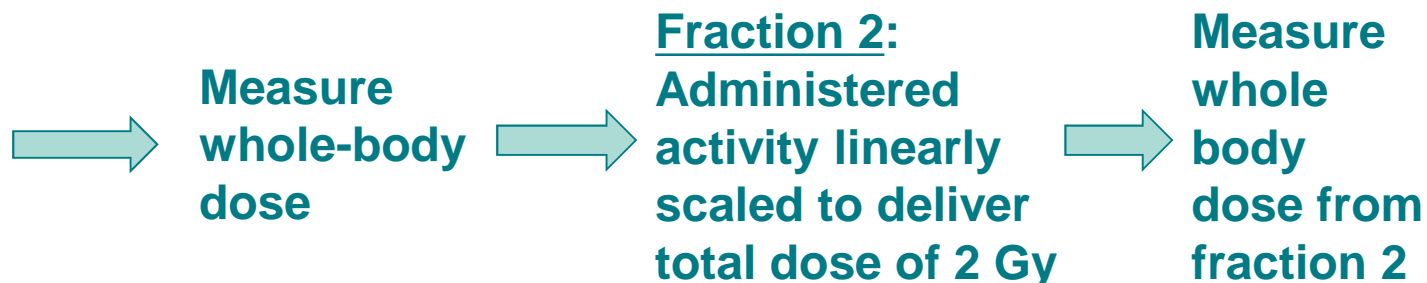 Measure
whole-body
dose
Fraction 2:
Administered
activity linearly
scaled to deliver
total dose of 2 Gy
Measure
whole
body
dose from
fraction 2